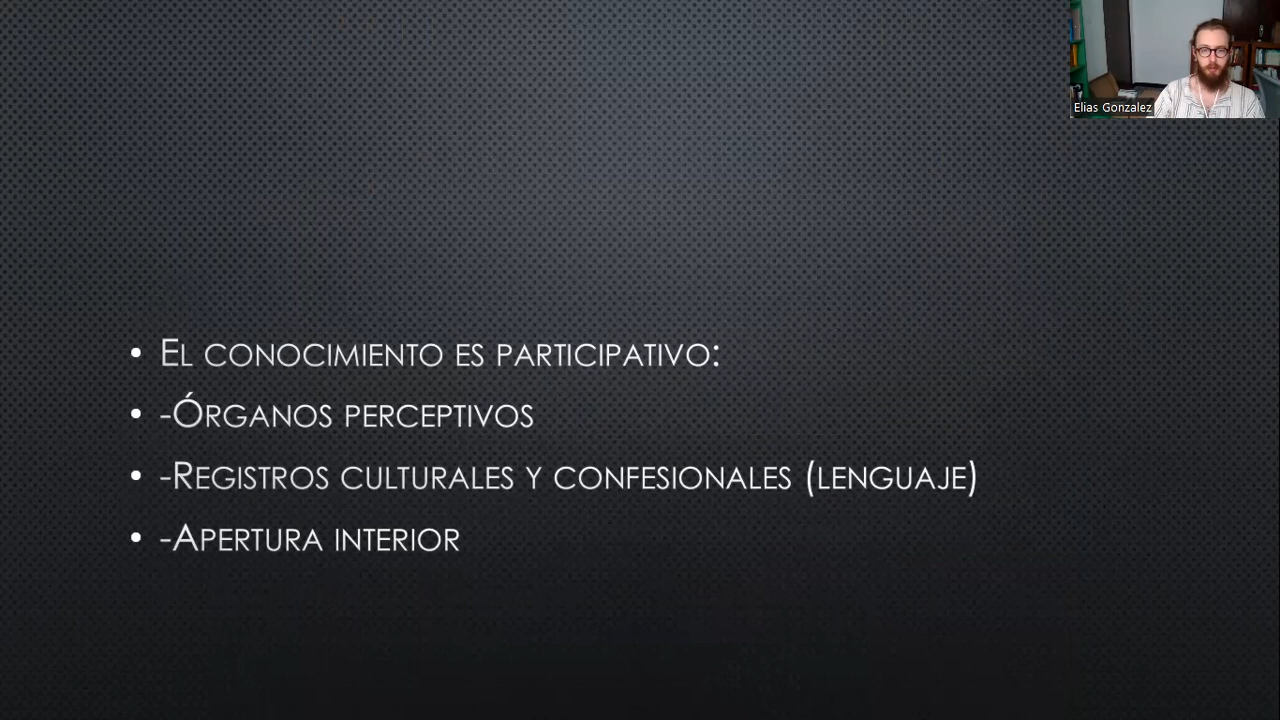 Elias Gonzalez
• El conocimiento es participativo:
• -Órganos perceptivos
• -Registros culturales y confesionales (lenguaje)
• -Apertura interior